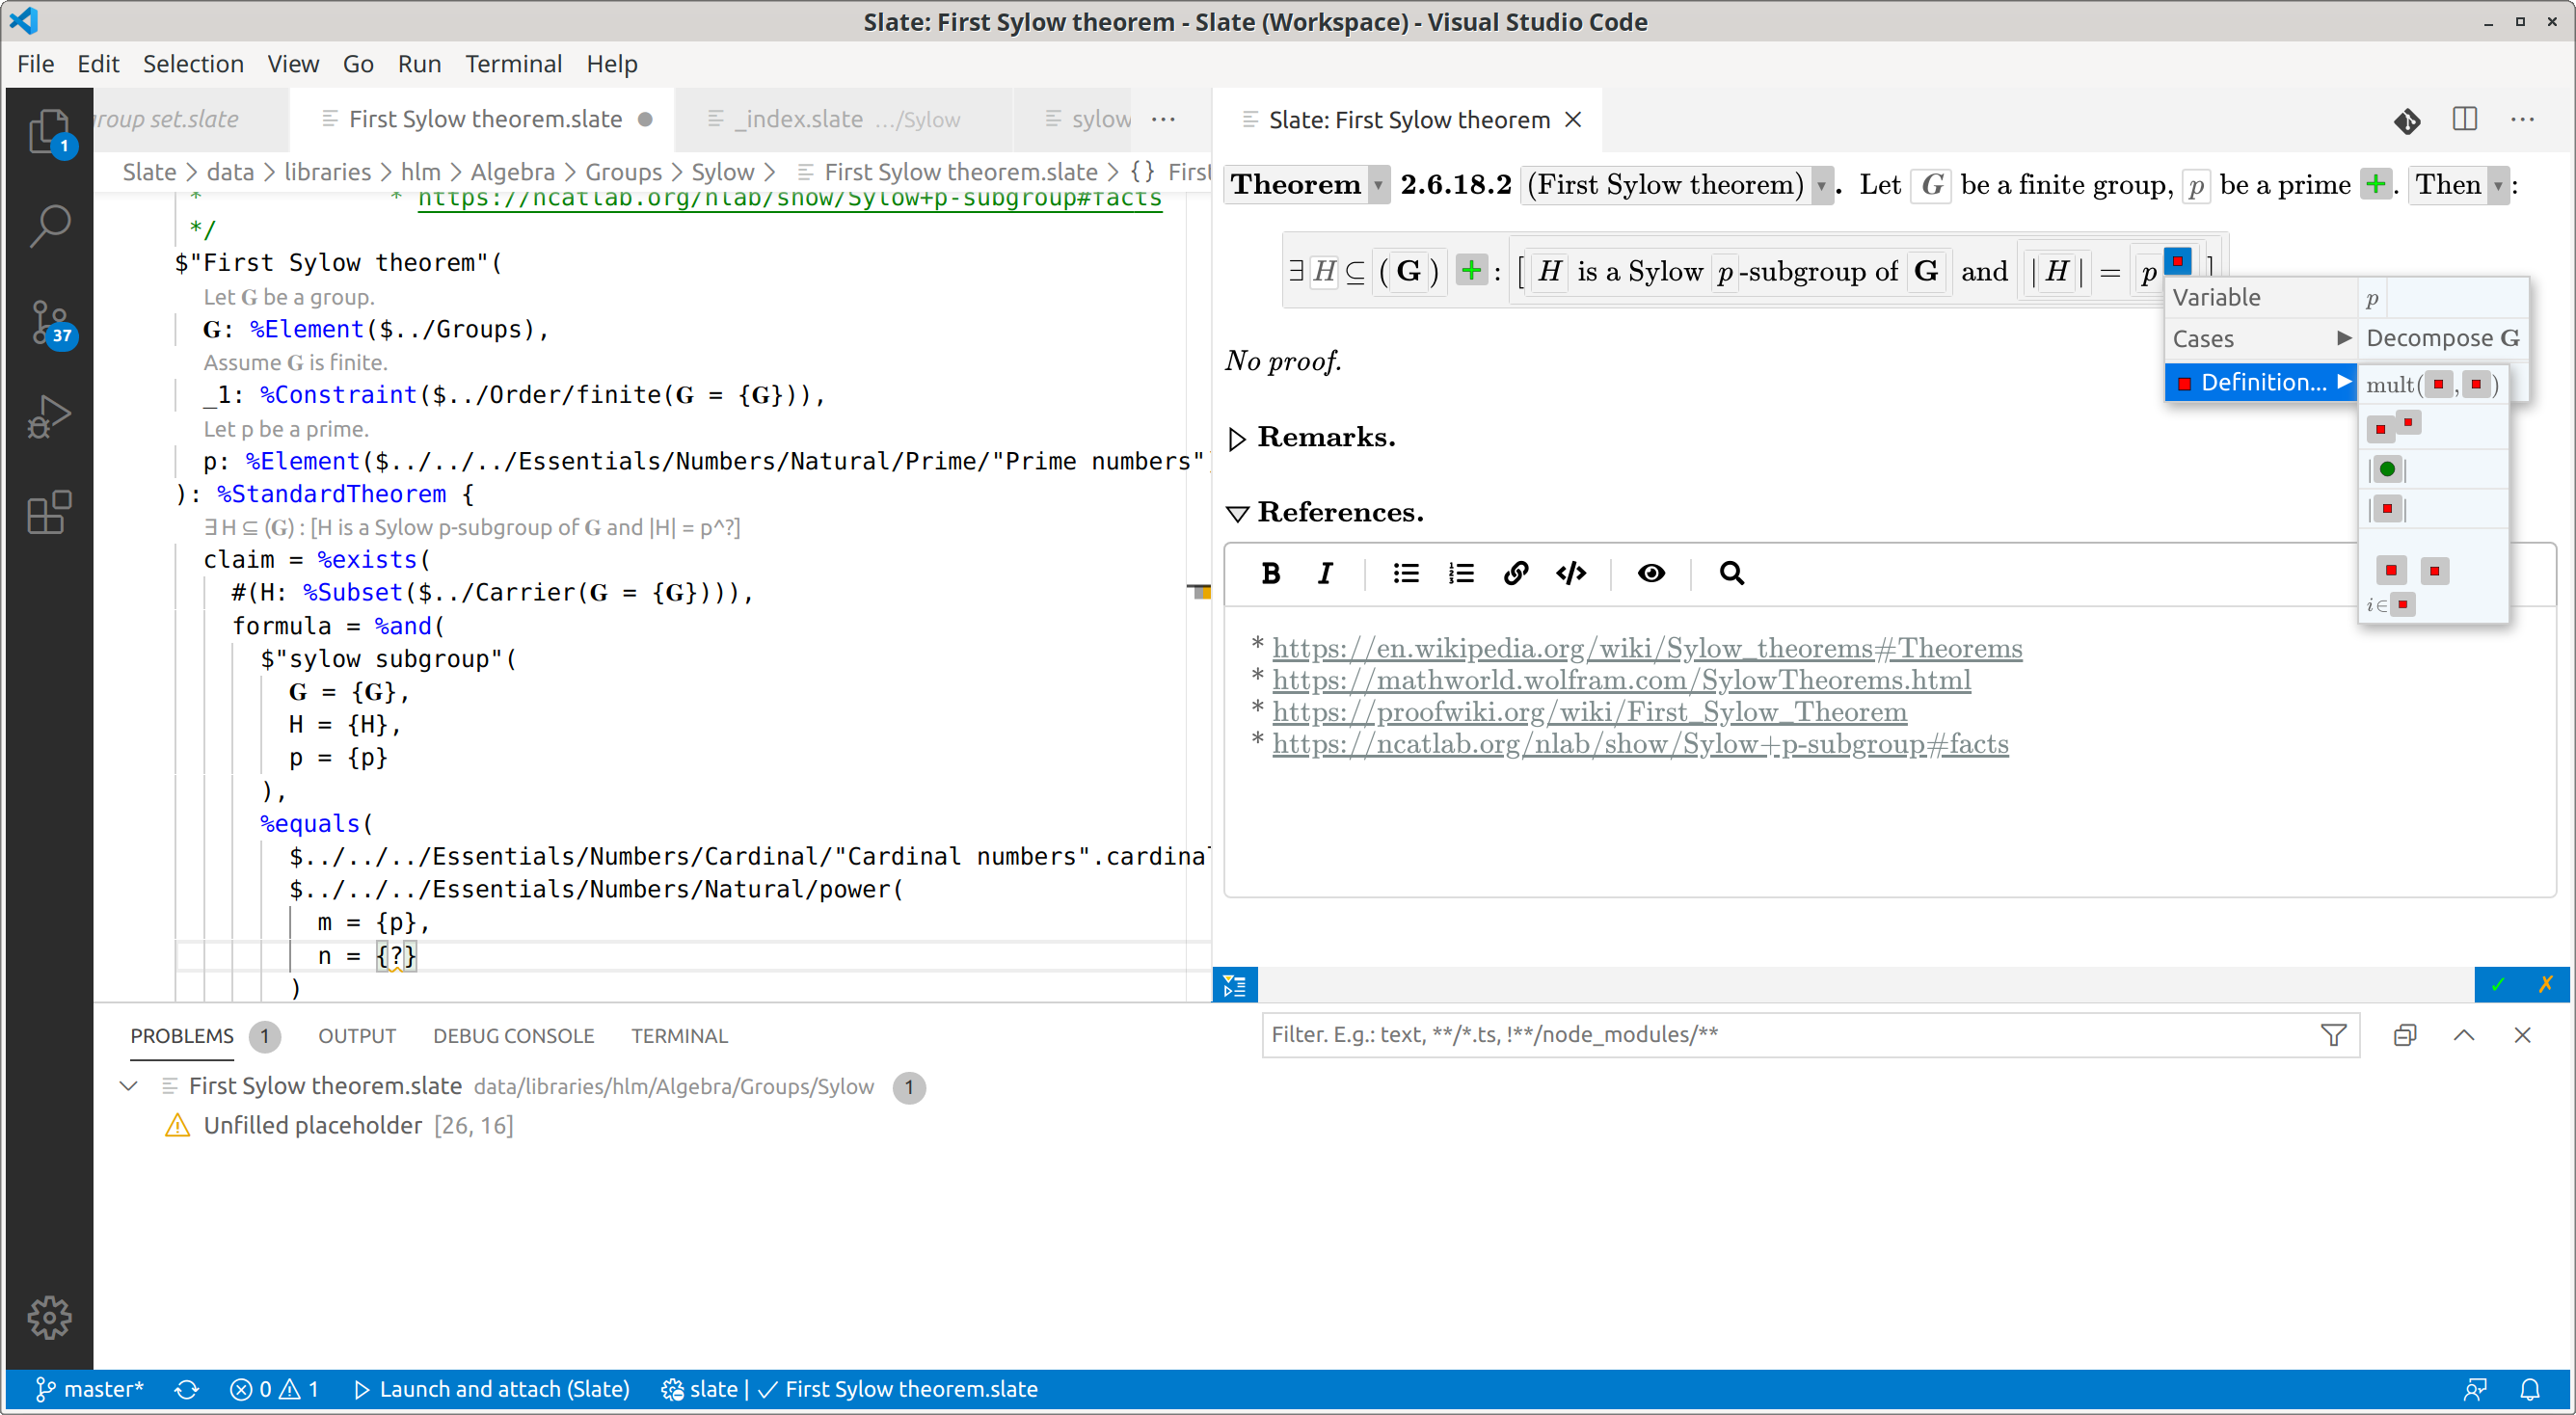 Slate: First Sylow theorem - Slate (Workspace) - Visual Studio Code
File Edit Selection View Go Run Terminal Help
1
37
roup set.slate
First Sylow theorem.slate
_index.slate .../Sylow
sylow
Slate > data > libraries > hlm > Algebra > Groups > Sylow > First Sylow theorem.slate > {} First
* * https://ncatlab.org/nlab/show/Sylow+p-subgroup#facts
*/
$"First Sylow theorem"(
Let 𝐆 be a group.
𝐆: %Element($../Groups),
Assume 𝐆 is finite.
_1: %Constraint($../Order/finite(𝐆 = {𝐆})),
Let p be a prime.
p: %Element($../../../Essentials/Numbers/Natural/Prime/"Prime numbers")
): %StandardTheorem {
∃ H ⊆ (𝐆) : [H is a Sylow p-subgroup of 𝐆 and |H| = p^?]
claim = %exists(
#(H: %Subset($../Carrier(𝐆 = {𝐆}))),
formula = %and(
$"sylow subgroup"(
𝐆 = {𝐆},
H = {H},
p = {p}
),
%equals(
$../../../Essentials/Numbers/Cardinal/"Cardinal numbers".cardinal
$../../../Essentials/Numbers/Natural/power(
m = {p},
n = {?}
)
Slate: First Sylow theorem
Theorem 2.6.18.2 (First Sylow theorem). Let G be a finite group, p be a prime +. Then :
∃ H ⊆ (𝐆) + : [ H is a Sylow p-subgroup of 𝐆 and |H| = p ]
Variable p
Cases Decompose 𝐆
Definition... mult( , )
| |
| |
i∈
No proof.
Remarks.
References.
B I
* https://en.wikipedia.org/wiki/Sylow_theorems#Theorems
* https://mathworld.wolfram.com/SylowTheorems.html
* https://proofwiki.org/wiki/First_Sylow_Theorem
* https://ncatlab.org/nlab/show/Sylow+p-subgroup#facts
✓ ✗
PROBLEMS 1 OUTPUT DEBUG CONSOLE TERMINAL
Filter. E.g.: text, **/*.ts, !**/node_modules/**
First Sylow theorem.slate data/libraries/hlm/Algebra/Groups/Sylow 1
Unfilled placeholder [26, 16]
master* 0 1 Launch and attach (Slate) slate | ✓ First Sylow theorem.slate